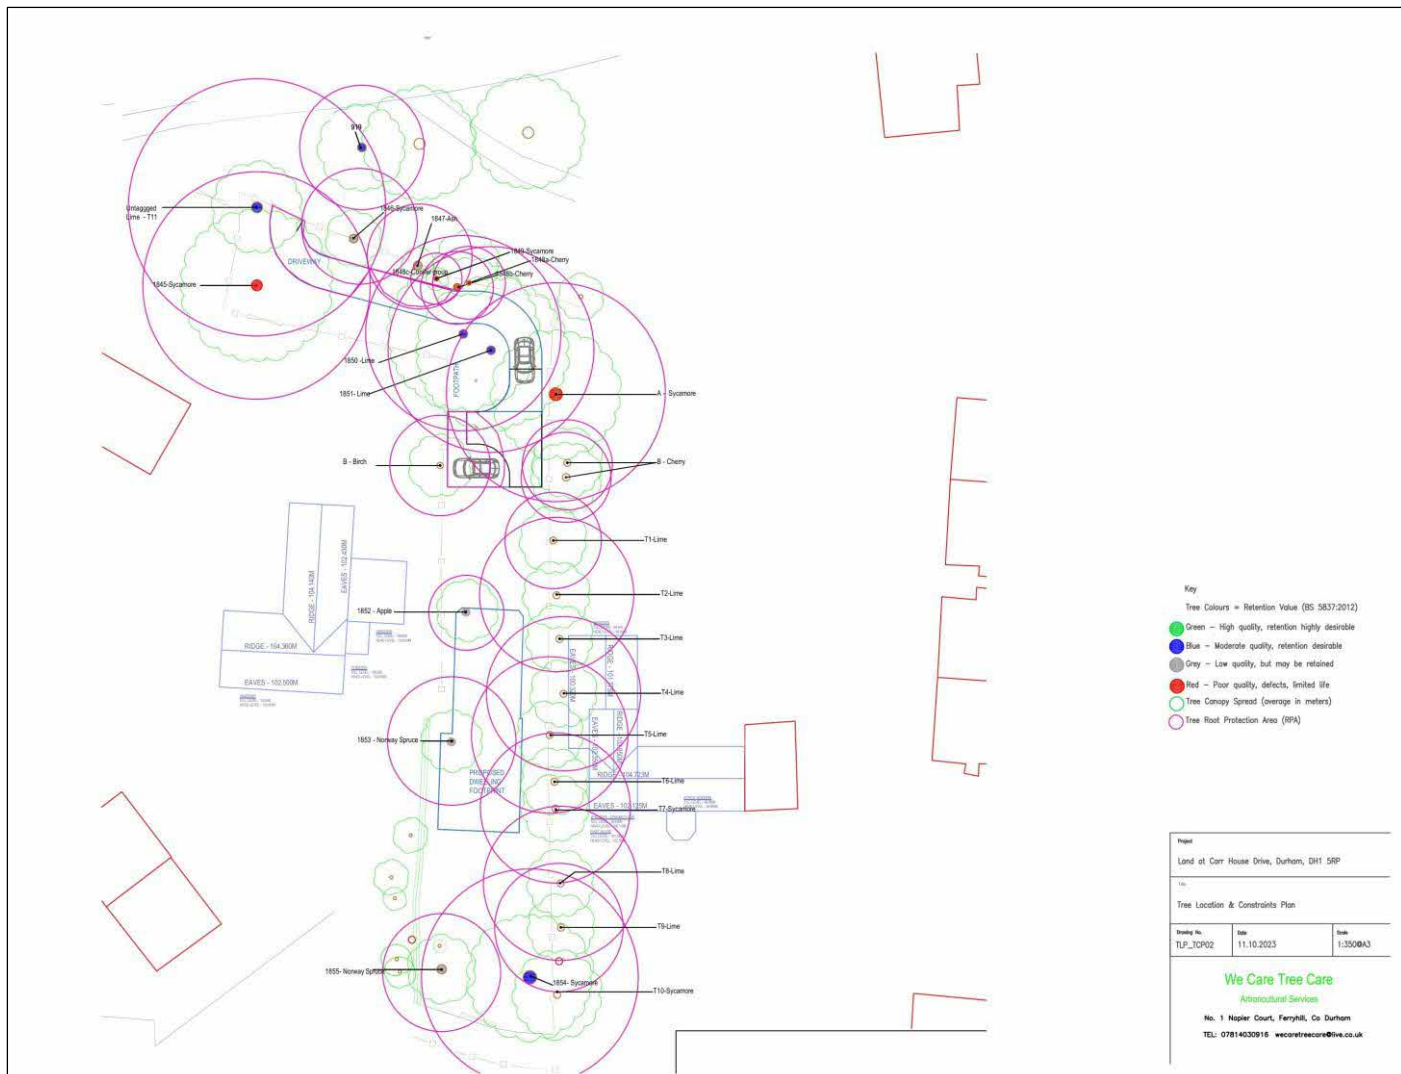 919
Untaggged
Lime - T11
1846-Sycamore
1847-Ash
1849-Sycamore
1848a-Cherry
1848b-Cherry
DRIVEWAY
1845-Sycamore
1850 -Lime
FOOTPATH
1851- Lime
A - Sycamore
B - Birch
B - Cherry
T1-Lime
T2-Lime
1852 - Apple
RIDGE - 104.140M
EAVES - 102.430M
RIDGE - 104.360M
EAVES - 102.500M
T3-Lime
T4-Lime
T5-Lime
1853 - Norway Spruce
PROPOSED
DWELLING
FOOTPRINT
T6-Lime
RIDGE - 104.723M
EAVES - 102.125M
T7-Sycamore
T8-Lime
T9-Lime
1855- Norway Spruce
1854- Sycamore
T10-Sycamore
Key
Tree Colours = Retention Value (BS 5837:2012)
Green – High quality, retention highly desirable
Blue – Moderate quality, retention desirable
Grey – Low quality, but may be retained
Red – Poor quality, defects, limited life
Tree Canopy Spread (average in meters)
Tree Root Protection Area (RPA)
Project
Land at Carr House Drive, Durham, DH1 5RP
Title
Tree Location & Constraints Plan
Drawing No. Date Scale
TLP_TCP02 11.10.2023 1:350@A3
We Care Tree Care
Arboricultural Services
No. 1 Napier Court, Ferryhill, Co Durham
TEL: 07814030916 wecaretreecare@live.co.uk